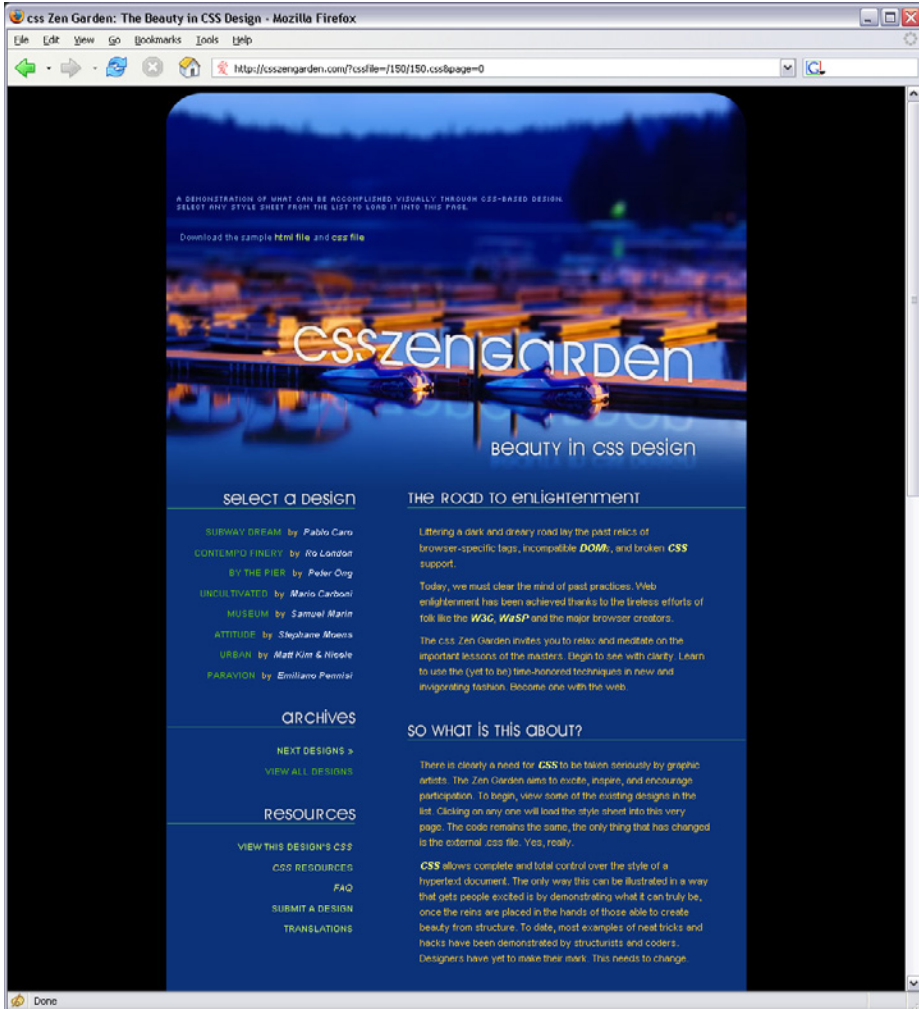 css Zen Garden: The Beauty in CSS Design - Mozilla Firefox
File Edit View Go Bookmarks Tools Help
http://csszengarden.com/?cssfile=/150/150.css&page=0
G
A DEMONSTRATION OF WHAT CAN BE ACCOMPLISHED VISUALLY THROUGH CSS-BASED DESIGN.
SELECT ANY STYLE SHEET FROM THE LIST TO LOAD IT INTO THIS PAGE.
Download the sample html file and css file
csszengarden
Beauty in css design
select a design
SUBWAY DREAM by Pablo Caro
CONTEMPO FINERY by Ro London
BY THE PIER by Peter Ong
UNCULTIVATED by Mario Carboni
MUSEUM by Samuel Marin
ATTITUDE by Stephane Moens
URBAN by Matt Kim & Nicole
PARAVION by Emiliano Pennisi
archives
NEXT DESIGNS »
VIEW ALL DESIGNS
resources
VIEW THIS DESIGN'S CSS
CSS RESOURCES
FAQ
SUBMIT A DESIGN
TRANSLATIONS
the road to enlightenment
Littering a dark and dreary road lay the past relics of
browser-specific tags, incompatible DOMs, and broken CSS
support.
Today, we must clear the mind of past practices. Web
enlightenment has been achieved thanks to the tireless efforts of
folk like the W3C, WaSP and the major browser creators.
The css Zen Garden invites you to relax and meditate on the
important lessons of the masters. Begin to see with clarity. Learn
to use the (yet to be) time-honored techniques in new and
invigorating fashion. Become one with the web.
so what is this about?
There is clearly a need for CSS to be taken seriously by graphic
artists. The Zen Garden aims to excite, inspire, and encourage
participation. To begin, view some of the existing designs in the
list. Clicking on any one will load the style sheet into this very
page. The code remains the same, the only thing that has changed
is the external .css file. Yes, really.
CSS allows complete and total control over the style of a
hypertext document. The only way this can be illustrated in a way
that gets people excited is by demonstrating what it can truly be,
once the reins are placed in the hands of those able to create
beauty from structure. To date, most examples of neat tricks and
hacks have been demonstrated by structurists and coders.
Designers have yet to make their mark. This needs to change.
Done